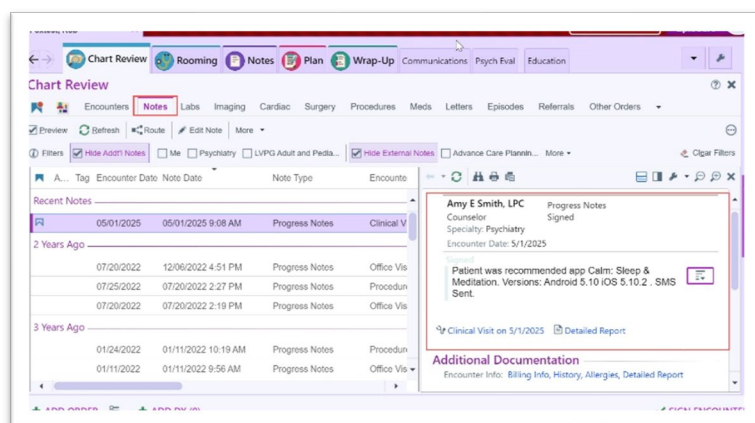 Chart Review Rooming Notes Plan Wrap-Up Communications Psych Eval Education
Chart Review
Encounters Notes Labs Imaging Cardiac Surgery Procedures Meds Letters Episodes Referrals Other Orders
Preview Refresh Route Edit Note More
Filters Hide Addt'l Notes Me Psychiatry LVPG Adult and Pedia... Hide External Notes Advance Care Plannin... More Clear Filters
A... Tag Encounter Date Note Date Note Type Encounte
Recent Notes
05/01/2025 05/01/2025 9:08 AM Progress Notes Clinical V
2 Years Ago
07/20/2022 12/06/2022 4:51 PM Progress Notes Office Vis
07/25/2022 07/20/2022 2:27 PM Progress Notes Procedun
07/20/2022 07/20/2022 2:19 PM Progress Notes Office Vis
3 Years Ago
01/24/2022 01/11/2022 10:19 AM Progress Notes Procedun
01/11/2022 01/11/2022 9:56 AM Progress Notes Office Vis
Amy E Smith, LPC Progress Notes
Counselor Signed
Specialty: Psychiatry
Encounter Date: 5/1/2025
Signed
Patient was recommended app Calm: Sleep &
Meditation. Versions: Android 5.10 iOS 5.10.2 . SMS
Sent.
Clinical Visit on 5/1/2025 Detailed Report
Additional Documentation
Encounter Info: Billing Info, History, Allergies, Detailed Report